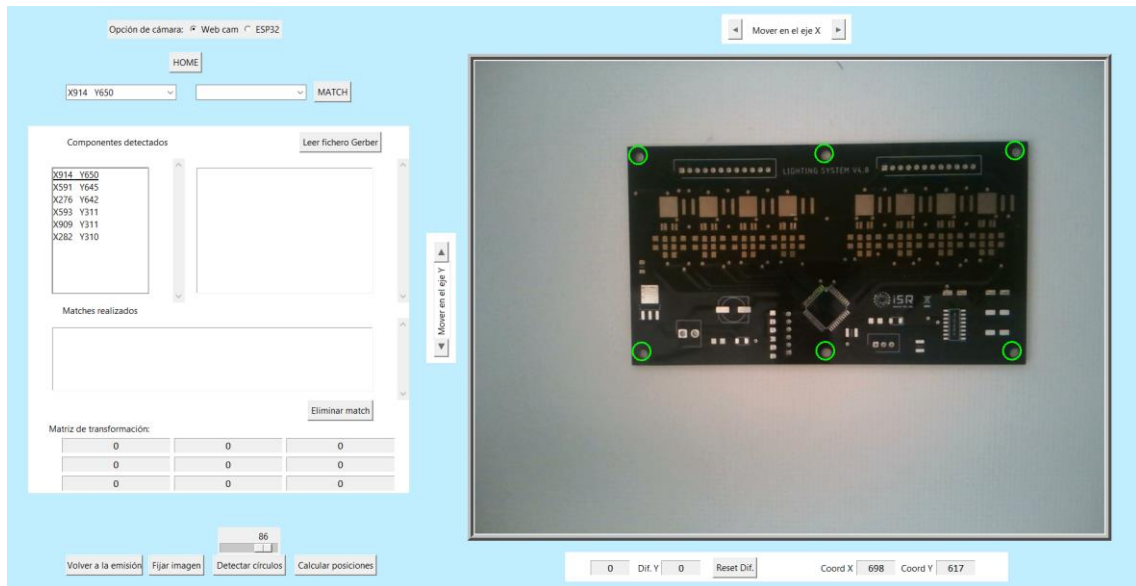 Opción de cámara: Web cam ESP32
Mover en el eje X
HOME
X914 Y650
MATCH
Componentes detectados
Leer fichero Gerber
X914 Y650
X591 Y645
X276 Y642
X593 Y311
X909 Y311
X282 Y310
Mover en el eje Y
Matches realizados
Eliminar match
Matriz de transformación:
0 0 0
0 0 0
0 0 0
86
Volver a la emisión Fijar imagen Detectar círculos Calcular posiciones
LIGHTING SYSTEM V4.0
iSR
0 Dif. Y 0 Reset Dif. Coord X 698 Coord Y 617